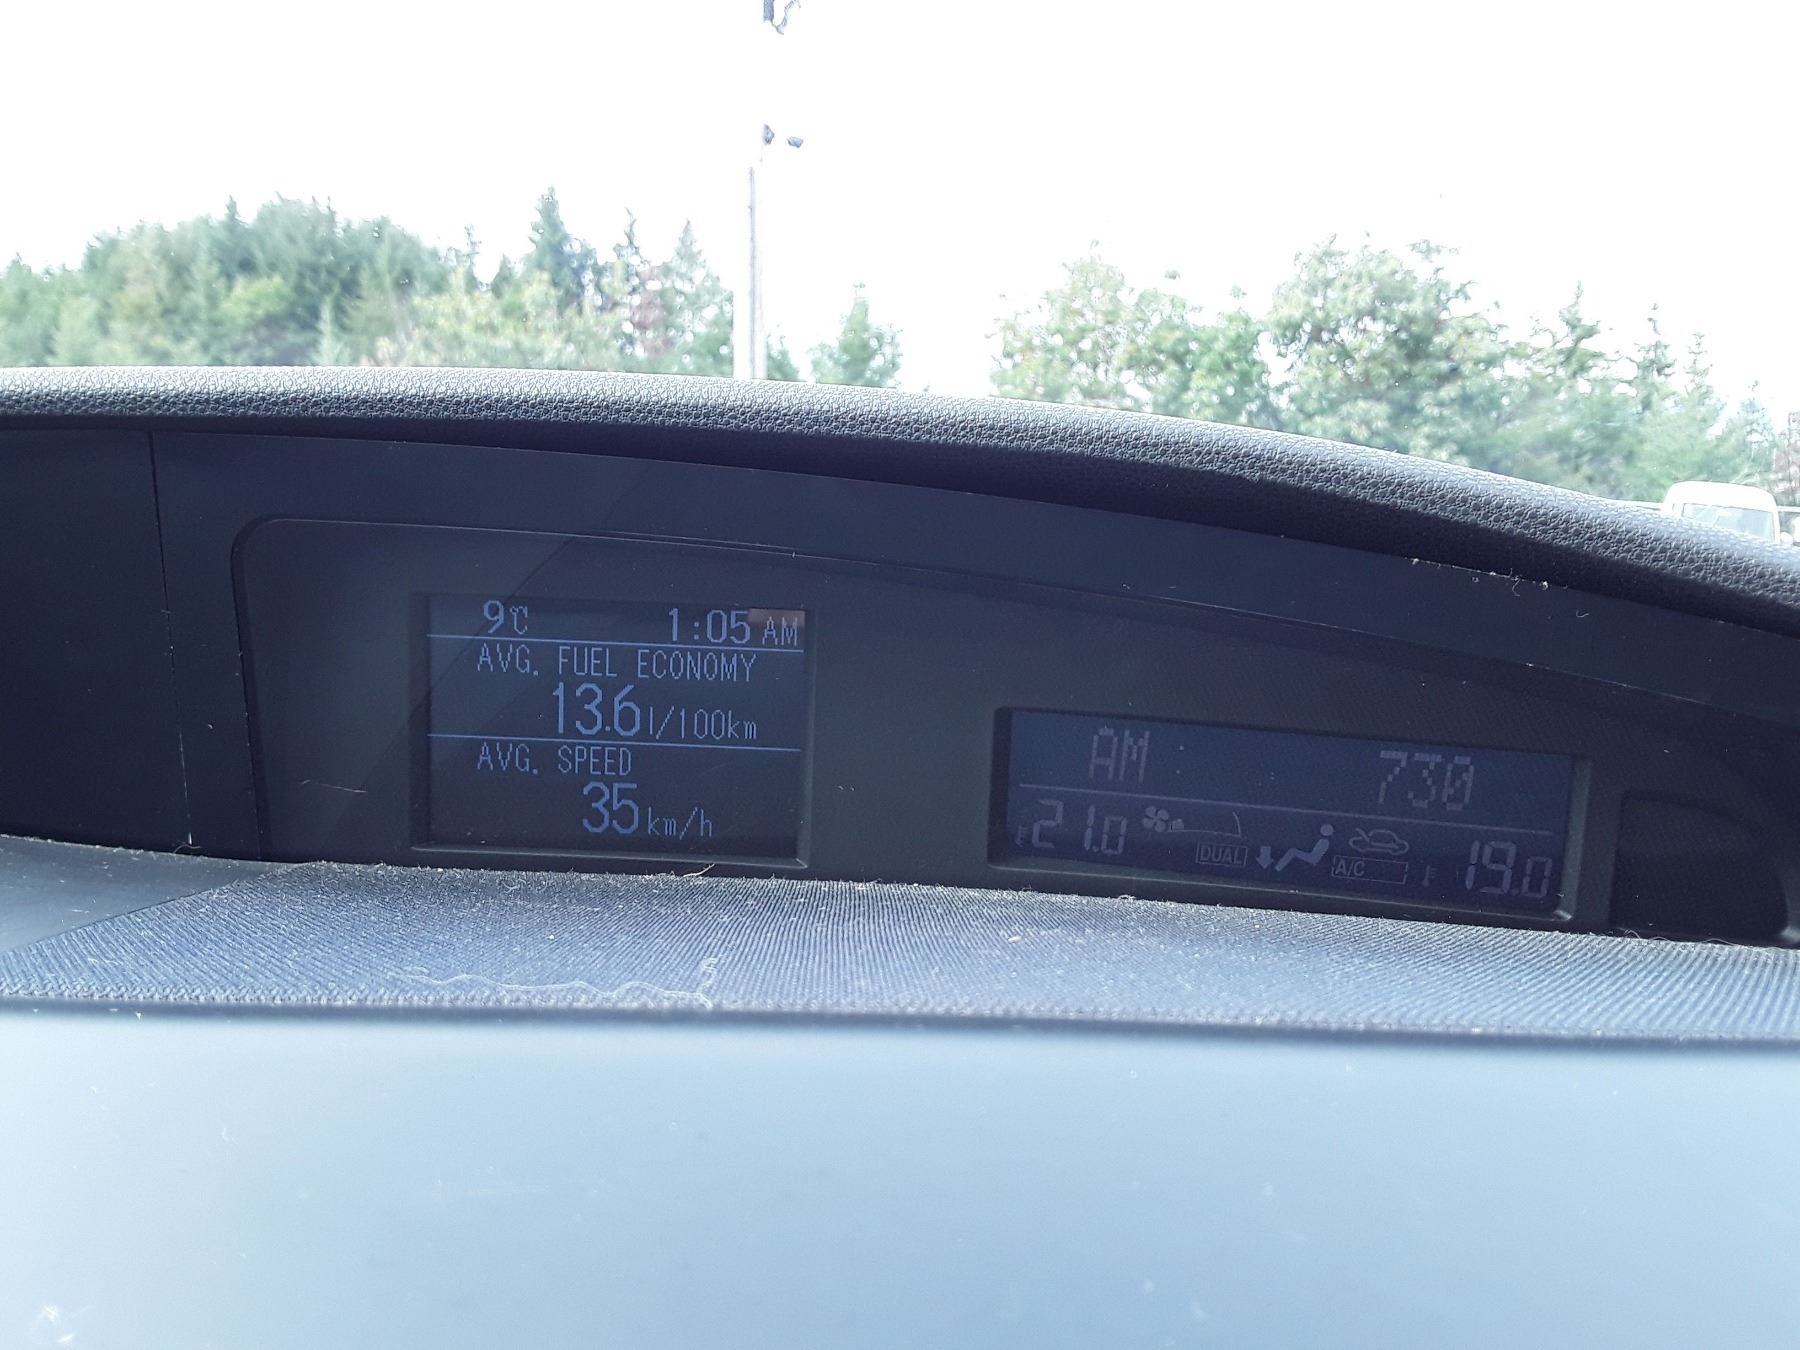 9℃ 1:05 AM
AVG. FUEL ECONOMY
13.6 l/100km
AVG. SPEED
35 km/h
AM 730
21.0 DUAL A/C 19.0